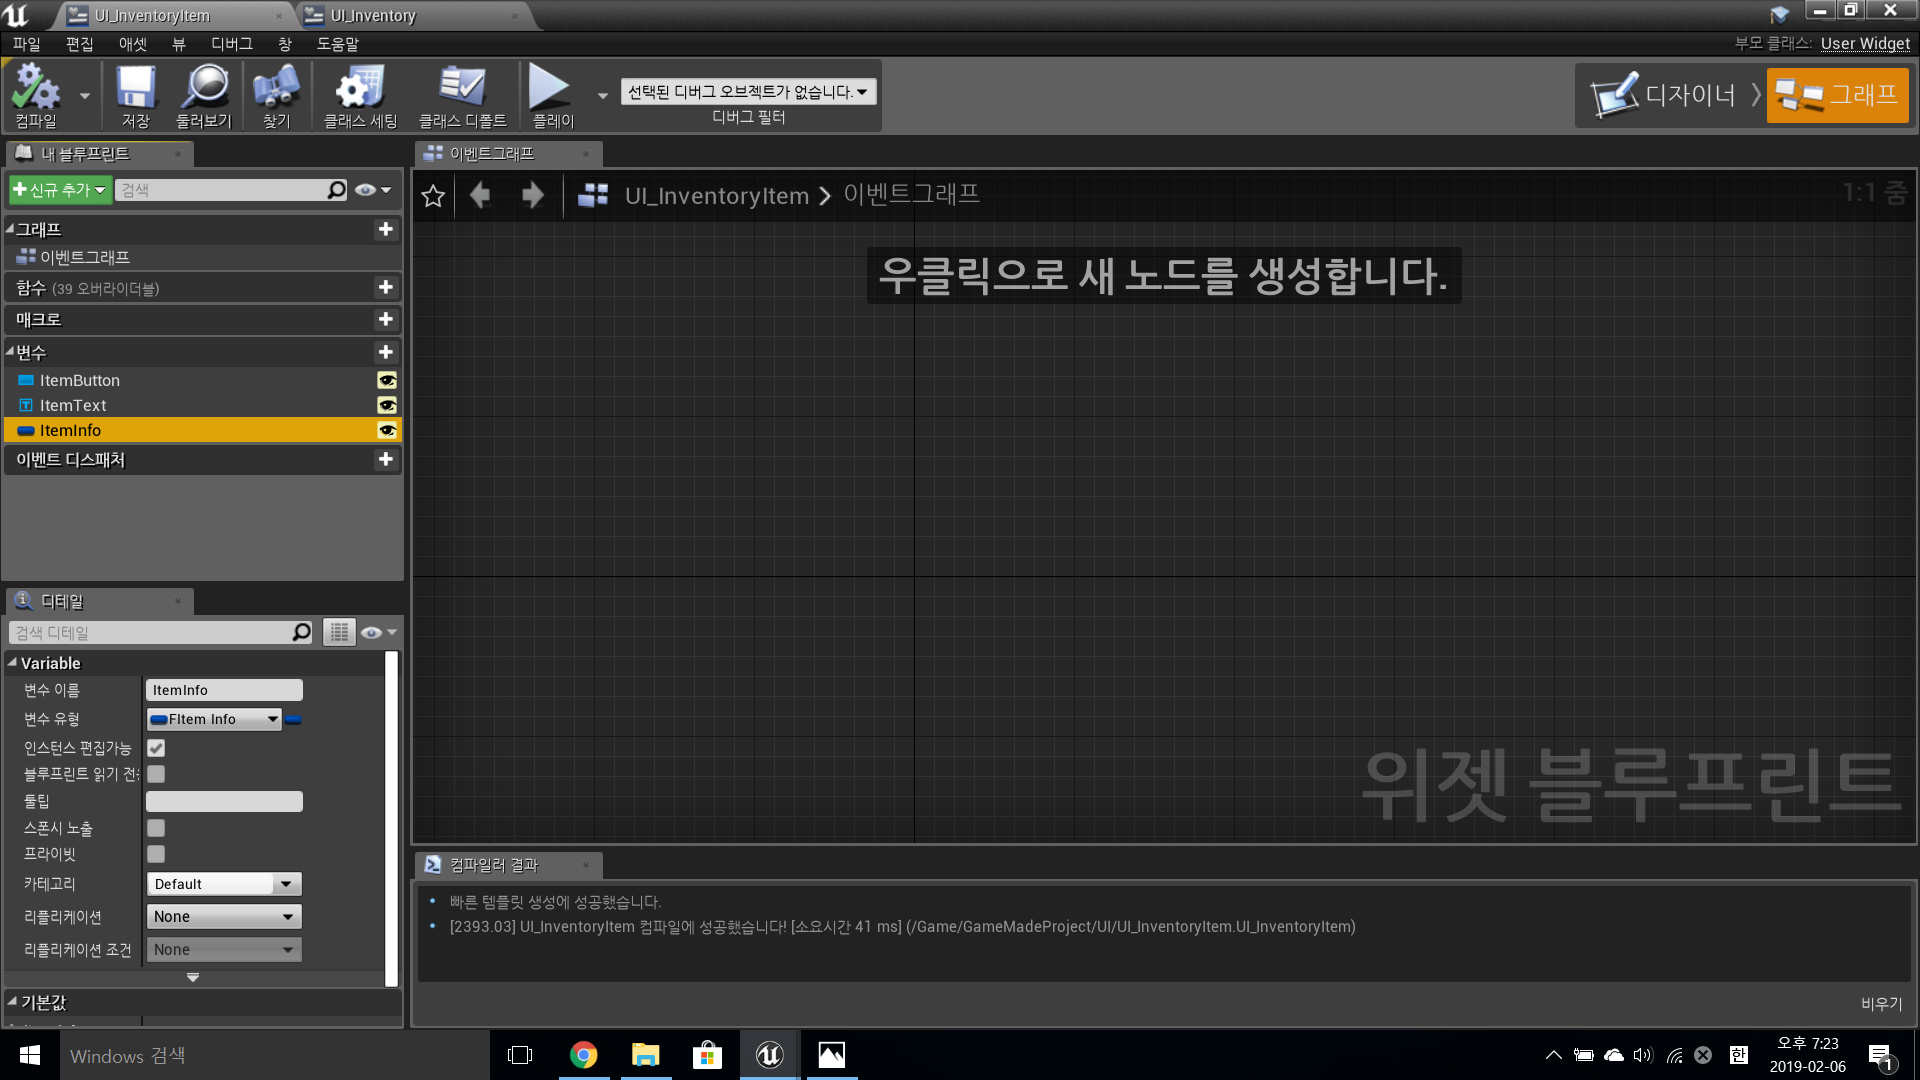 UI_InventoryItem
UI_Inventory
파일 편집 애셋 뷰 디버그 창 도움말
부모 클래스: User Widget
컴파일 저장 둘러보기 찾기 클래스 세팅 클래스 디폴트 플레이
선택된 디버그 오브젝트가 없습니다.
디버그 필터
디자이너
그래프
내 블루프린트
신규 추가
검색
그래프
이벤트그래프
함수 (39 오버라이더블)
매크로
변수
ItemButton
ItemText
ItemInfo
이벤트 디스패처
이벤트그래프
UI_InventoryItem 이벤트그래프
1:1 줌
우클릭으로 새 노드를 생성합니다.
위젯 블루프린트
디테일
검색 디테일
Variable
변수 이름 ItemInfo
변수 유형 FItem Info
인스턴스 편집가능
블루프린트 읽기
툴팁
스폰시 노출
프라이빗
카테고리 Default
리플리케이션 None
리플리케이션 조건 None
기본값
컴파일러 결과
빠른 템플릿 생성에 성공했습니다.
[2393.03] UI_InventoryItem 컴파일에 성공했습니다! [소요시간 41 ms] (/Game/GameMadeProject/UI/UI_InventoryItem.UI_InventoryItem)
비우기
Windows 검색
한
오후 7:23
2019-02-06
1